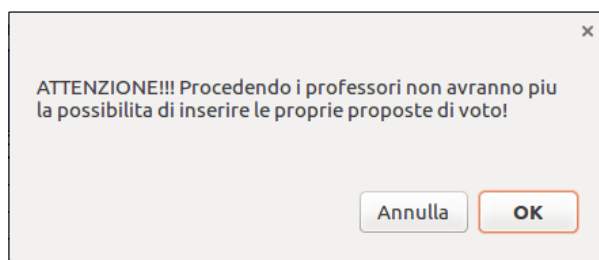 ATTENZIONE!!! Procedendo i professori non avranno piu
la possibilita di inserire le proprie proposte di voto!
Annulla
OK